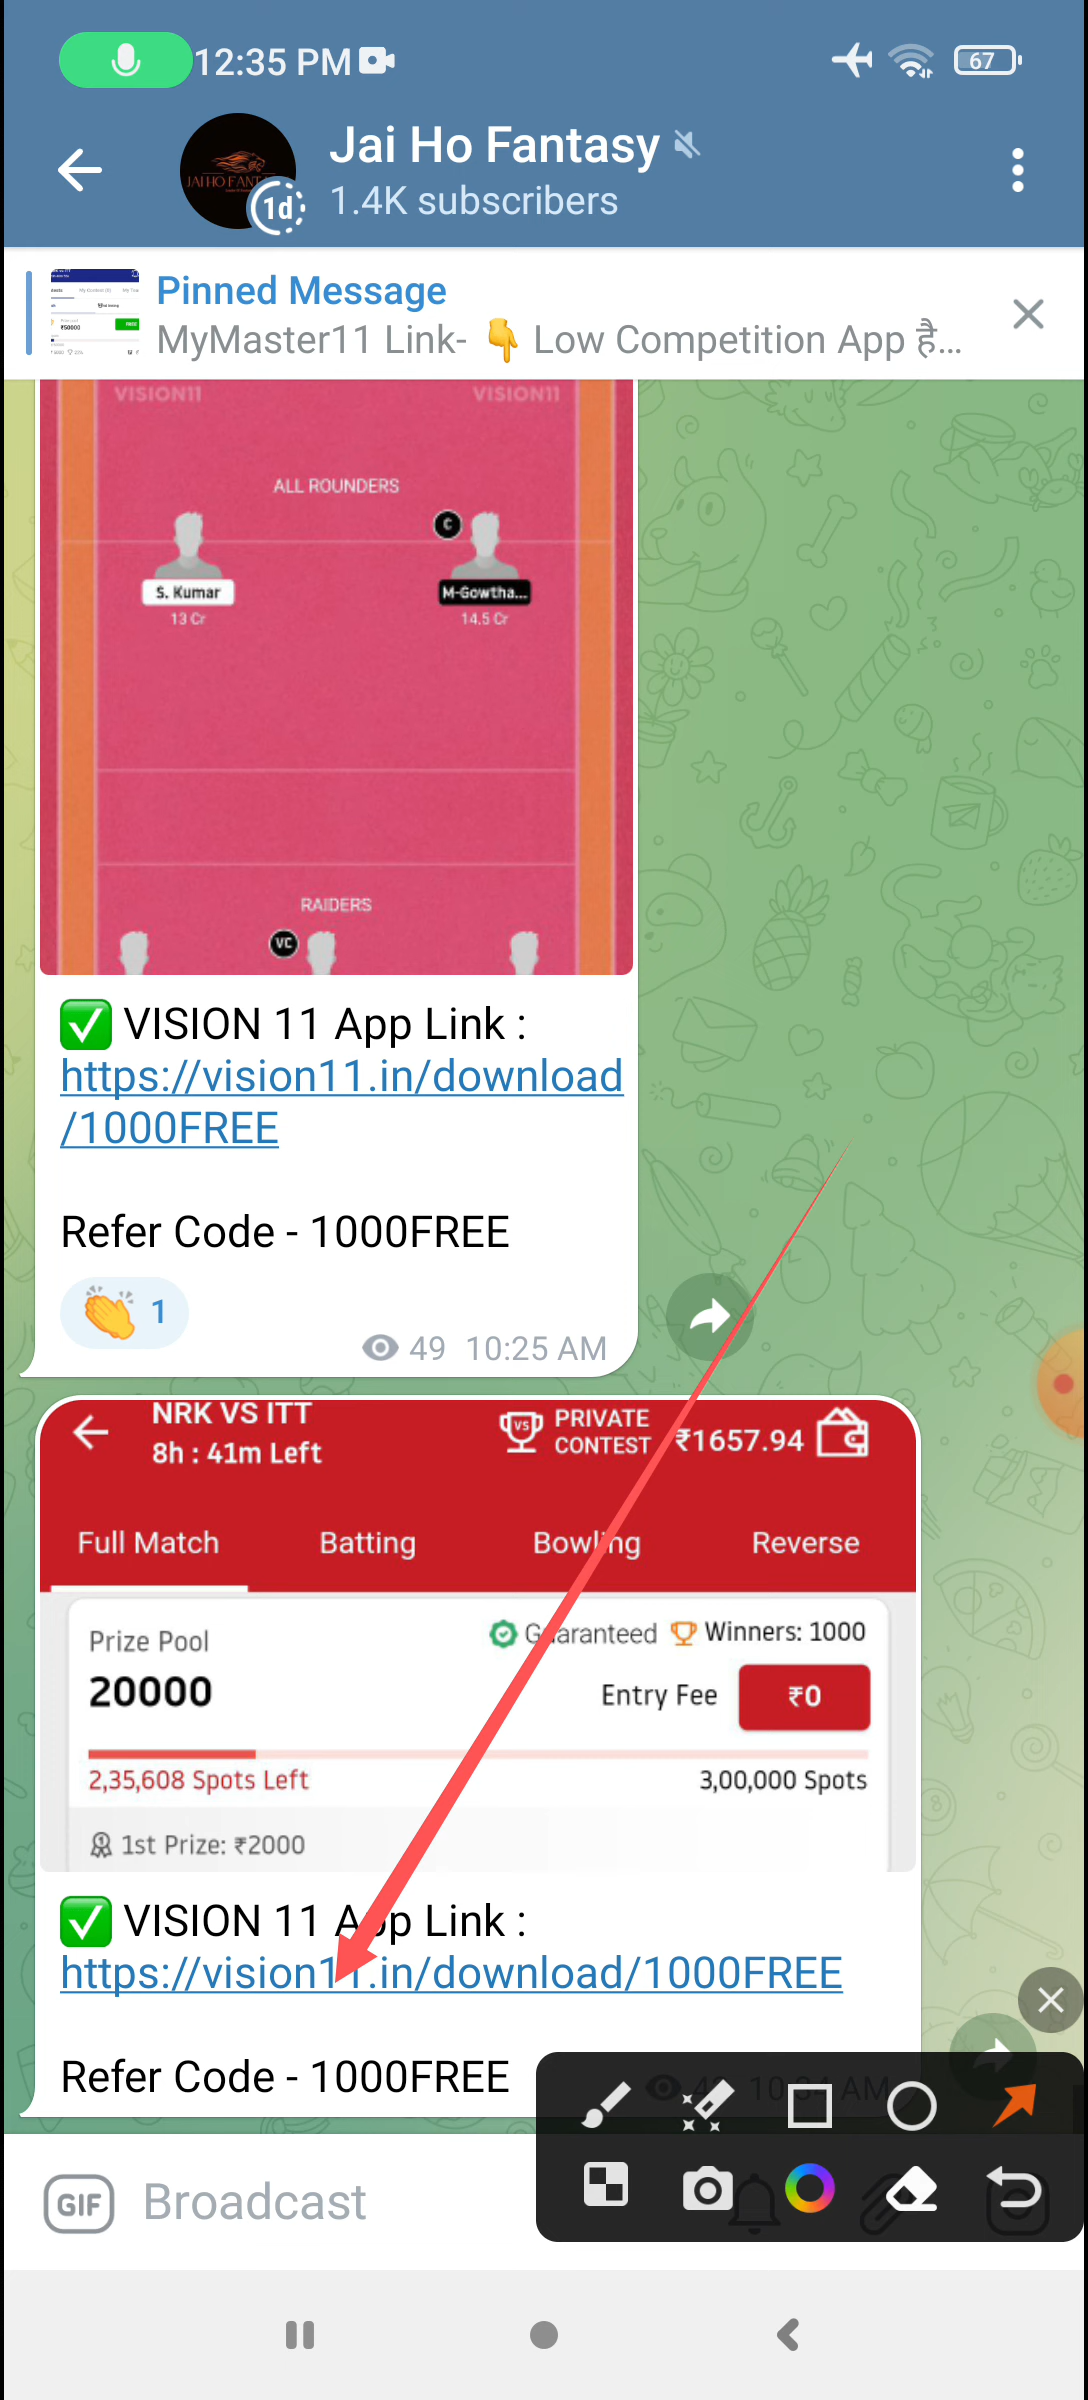 12:35 PM
67
Jai Ho Fantasy
1.4K subscribers
JAI HO FANT
1d
Pinned Message
MyMaster11 Link- 👇 Low Competition App है...
VISION11 VISION11
ALL ROUNDERS
C
S. Kumar M-Gowtha...
13 Cr 14.5 Cr
RAIDERS
VC
✅ VISION 11 App Link :
https://vision11.in/download
/1000FREE
Refer Code - 1000FREE
👏 1
49 10:25 AM
NRK VS ITT
8h : 41m Left
VS PRIVATE CONTEST ₹1657.94
Full Match Batting Bowling Reverse
Prize Pool Guaranteed Winners: 1000
20000 Entry Fee ₹0
2,35,608 Spots Left 3,00,000 Spots
1st Prize: ₹2000
✅ VISION 11 App Link :
https://vision11.in/download/1000FREE
Refer Code - 1000FREE
GIF Broadcast